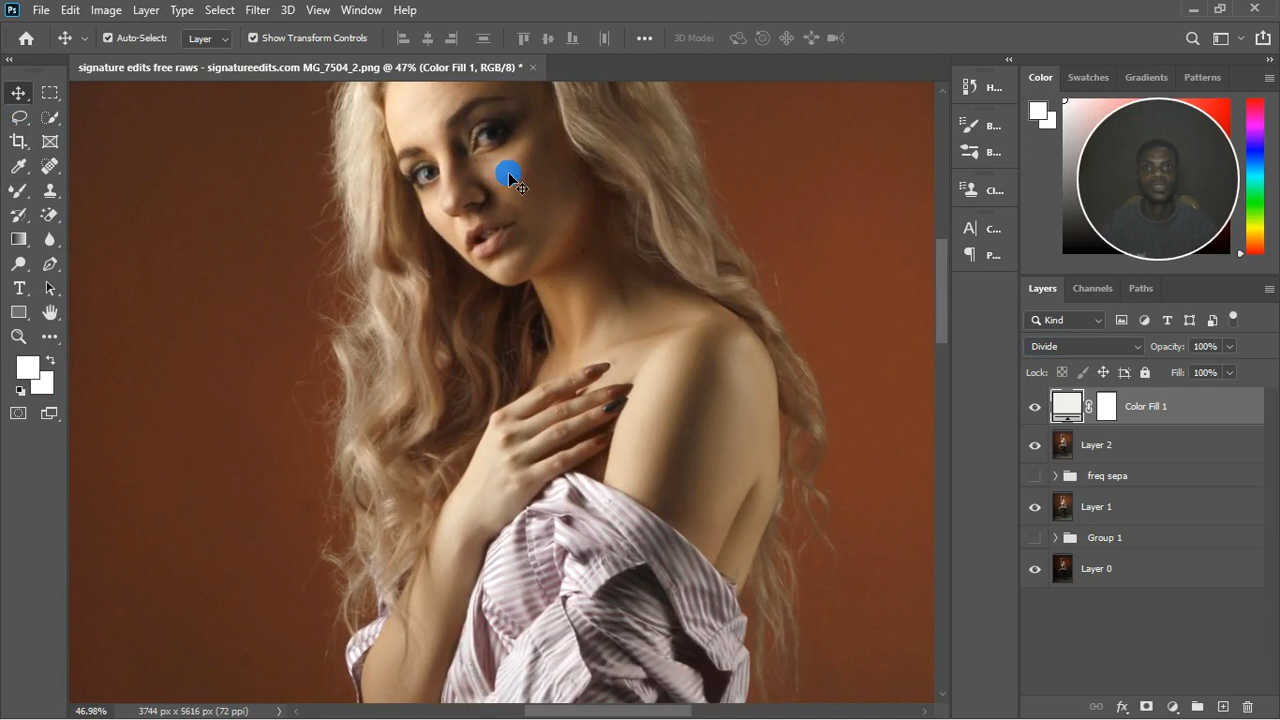 Ps File Edit Image Layer Type Select Filter 3D View Window Help
Auto-Select: Layer Show Transform Controls ••• 3D Mode:
signature edits free raws - signatureedits.com MG_7504_2.png @ 47% (Color Fill 1, RGB/8) * ×
H...
B...
B...
Cl...
A| C...
¶ P...
Color Swatches Gradients Patterns
Layers Channels Paths
Kind
Divide Opacity: 100%
Lock: Fill: 100%
Color Fill 1
Layer 2
freq sepa
Layer 1
Group 1
Layer 0
46.98% 3744 px x 5616 px (72 ppi)
fx